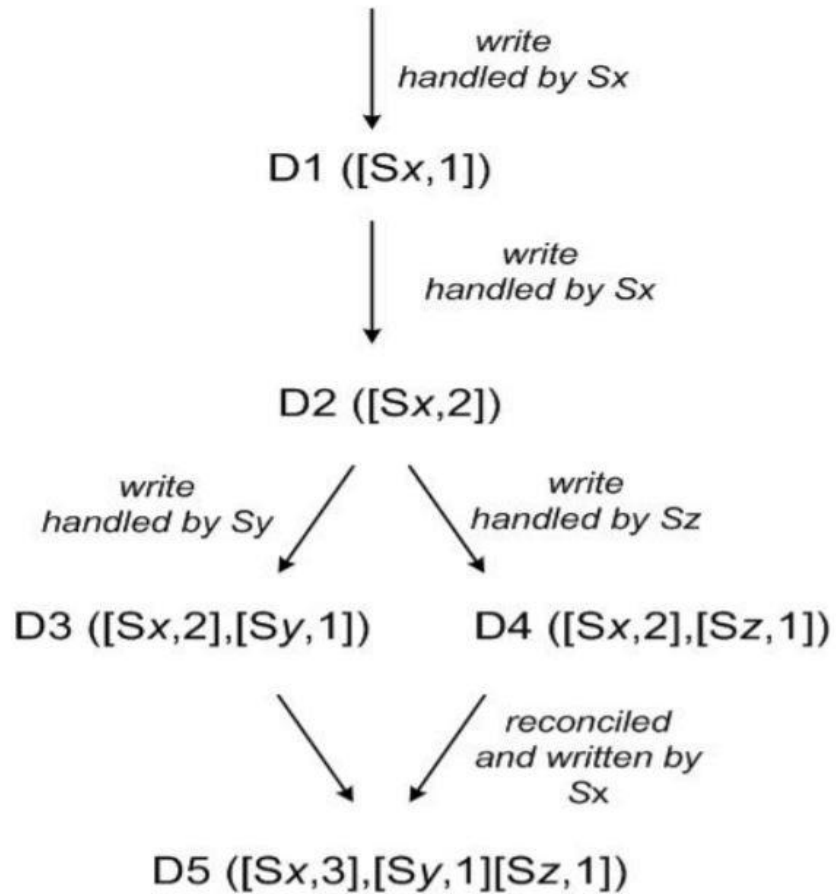 write
handled by Sx
D1 ([Sx,1])
write
handled by Sx
D2 ([Sx,2])
write
handled by Sy
write
handled by Sz
D3 ([Sx,2],[Sy,1])
D4 ([Sx,2],[Sz,1])
reconciled
and written by
Sx
D5 ([Sx,3],[Sy,1][Sz,1])